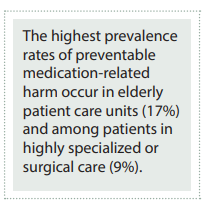 The highest prevalence
rates of preventable
medication-related
harm occur in elderly
patient care units (17%)
and among patients in
highly specialized or
surgical care (9%).